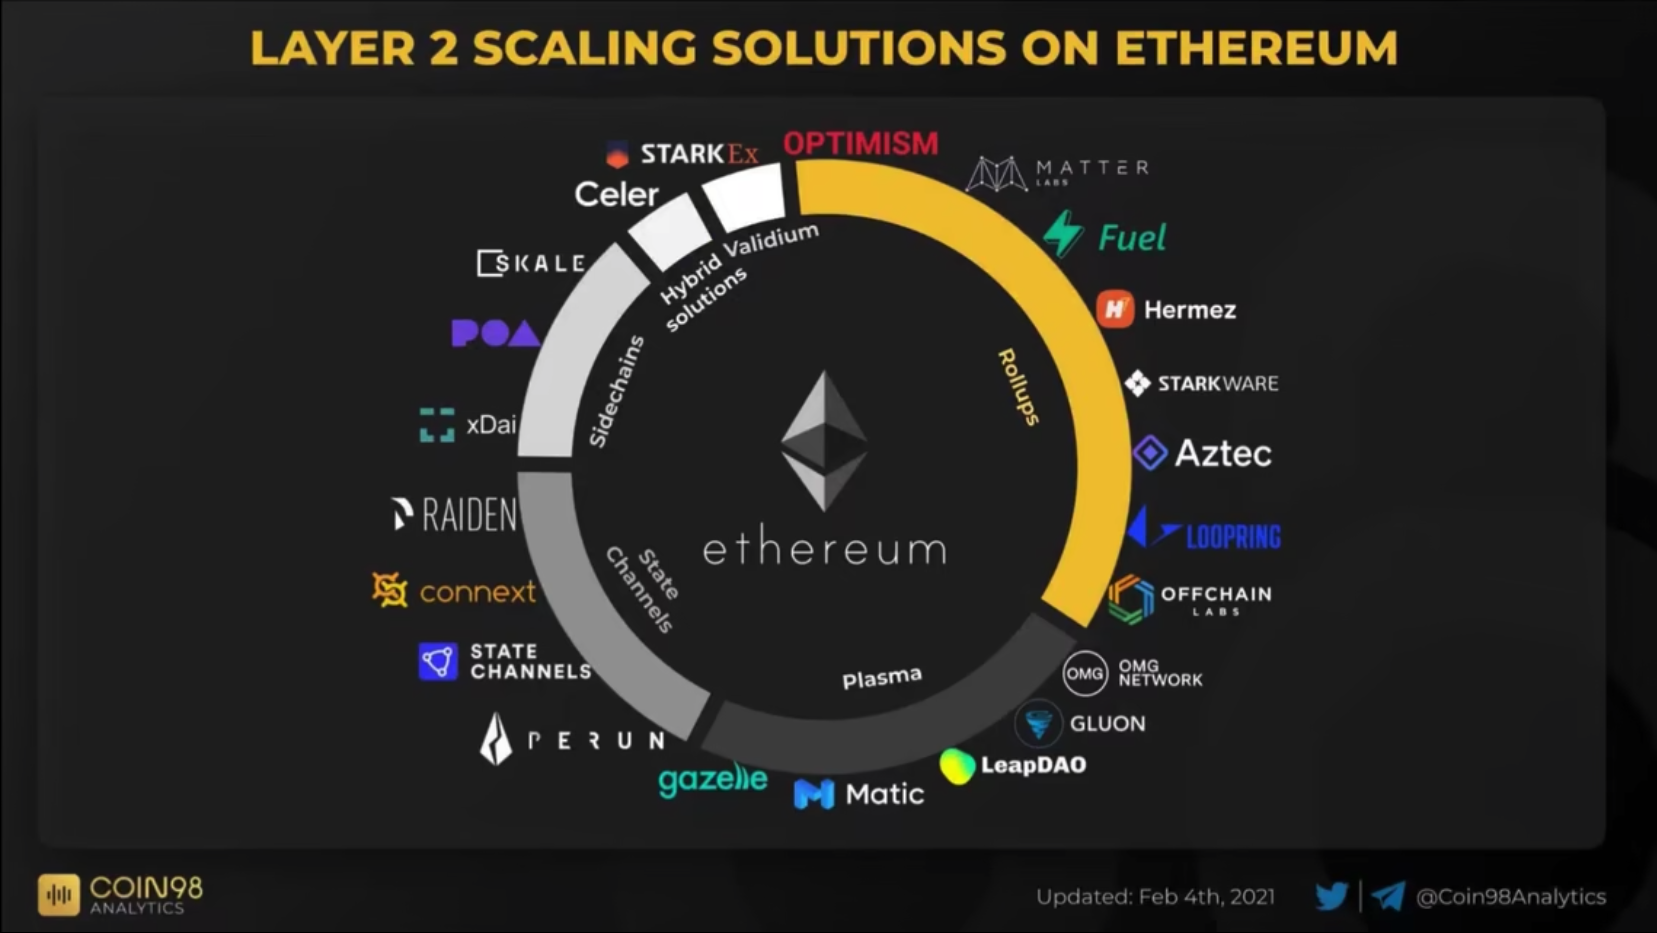 LAYER 2 SCALING SOLUTIONS ON ETHEREUM
OPTIMISM
STARKEx
MATTER
LABS
Celer
Fuel
Validium
Hybrid
solutions
SKALE
Hermez
POA
Sidechains
Rollups
STARKWARE
xDai
Aztec
RAIDEN
LOOPRING
ethereum
State
Channels
connext
OFFCHAIN
LABS
STATE
CHANNELS
Plasma
OMG
OMG
NETWORK
GLUON
PERUN
LeapDAO
gazelle
Matic
COIN98
ANALYTICS
Updated: Feb 4th, 2021
@Coin98Analytics